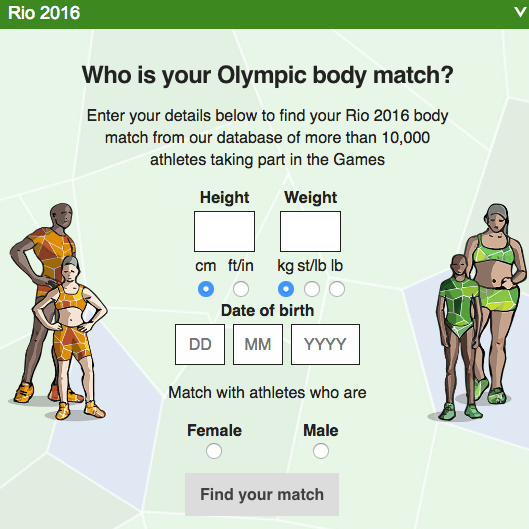 Rio 2016
Who is your Olympic body match?
Enter your details below to find your Rio 2016 body
match from our database of more than 10,000
athletes taking part in the Games
Height Weight
cm ft/in kg st/lb lb
Date of birth
DD MM YYYY
Match with athletes who are
Female Male
Find your match